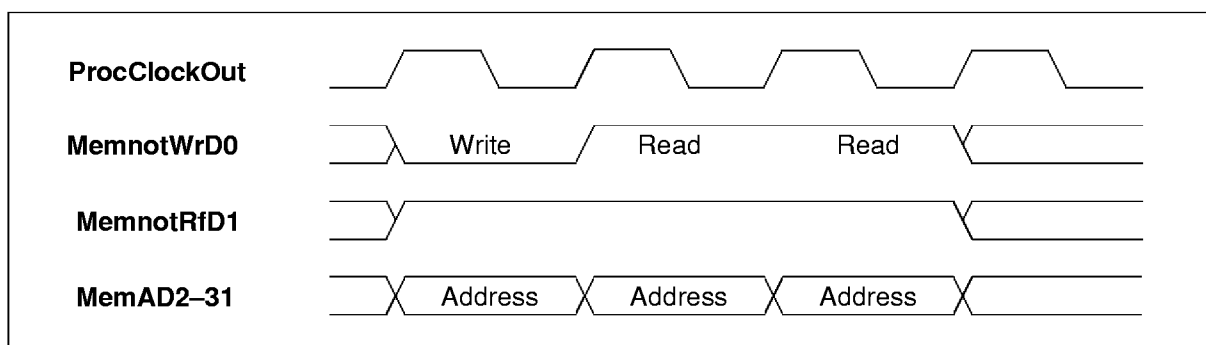 ProcClockOut
MemnotWrD0 Write Read Read
MemnotRfD1
MemAD2–31 Address Address Address